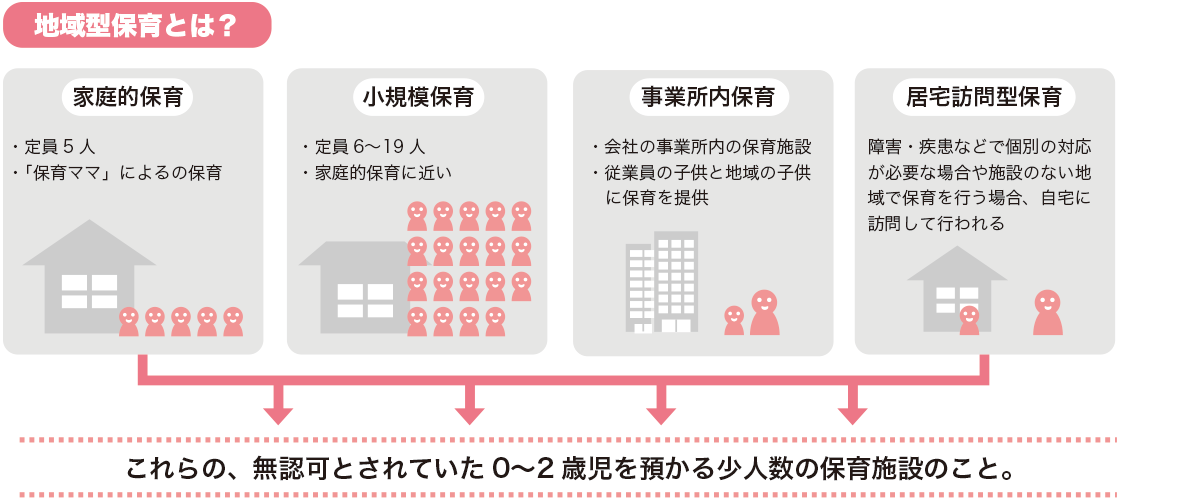 地域型保育とは？
家庭的保育
・定員５人
・「保育ママ」によるの保育
小規模保育
・定員６〜19人
・家庭的保育に近い
事業所内保育
・会社の事業所内の保育施設
・従業員の子供と地域の子供
に保育を提供
居宅訪問型保育
障害・疾患などで個別の対応
が必要な場合や施設のない地
域で保育を行う場合、自宅に
訪問して行われる
これらの、無認可とされていた0〜2歳児を預かる少人数の保育施設のこと。